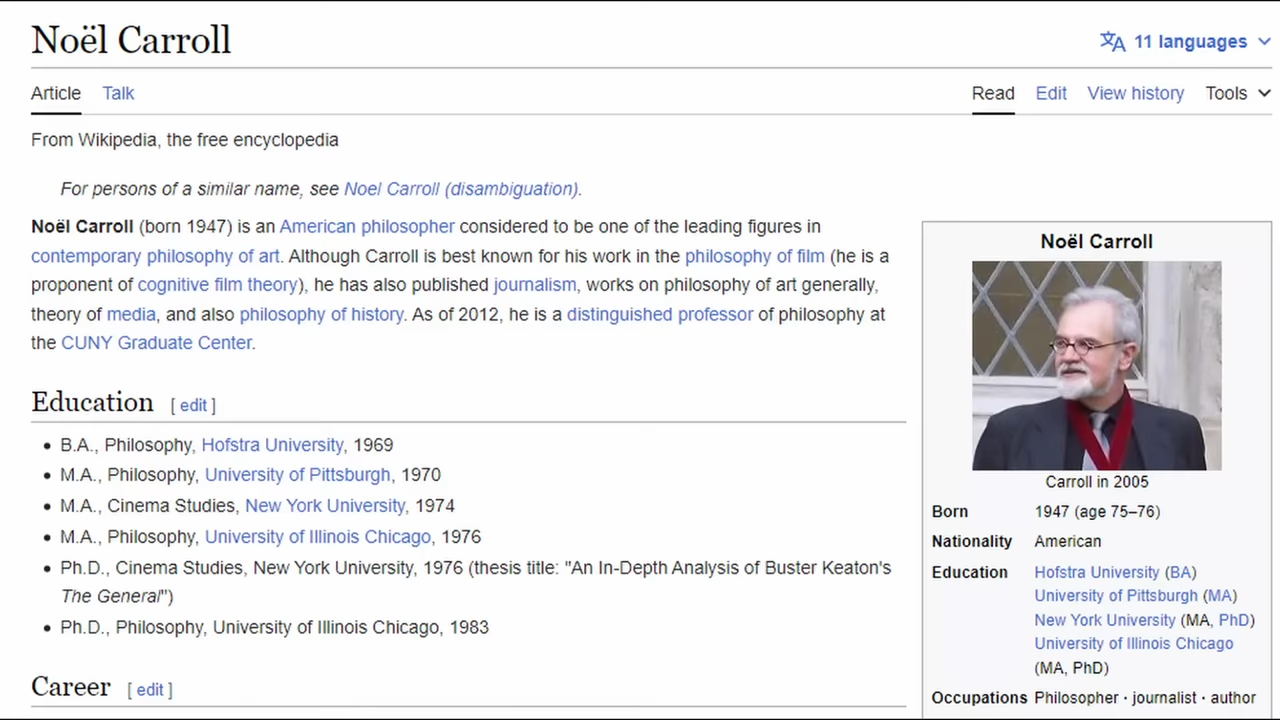 Noël Carroll
11 languages
Article Talk
Read Edit View history Tools
From Wikipedia, the free encyclopedia
For persons of a similar name, see Noel Carroll (disambiguation).
Noël Carroll (born 1947) is an American philosopher considered to be one of the leading figures in
contemporary philosophy of art. Although Carroll is best known for his work in the philosophy of film (he is a
proponent of cognitive film theory), he has also published journalism, works on philosophy of art generally,
theory of media, and also philosophy of history. As of 2012, he is a distinguished professor of philosophy at
the CUNY Graduate Center.
Education [ edit ]
B.A., Philosophy, Hofstra University, 1969
M.A., Philosophy, University of Pittsburgh, 1970
M.A., Cinema Studies, New York University, 1974
M.A., Philosophy, University of Illinois Chicago, 1976
Ph.D., Cinema Studies, New York University, 1976 (thesis title: "An In-Depth Analysis of Buster Keaton's
The General")
Ph.D., Philosophy, University of Illinois Chicago, 1983
Career [ edit ]
Noël Carroll
Carroll in 2005
Born 1947 (age 75–76)
Nationality American
Education Hofstra University (BA)
University of Pittsburgh (MA)
New York University (MA, PhD)
University of Illinois Chicago
(MA, PhD)
Occupations Philosopher · journalist · author